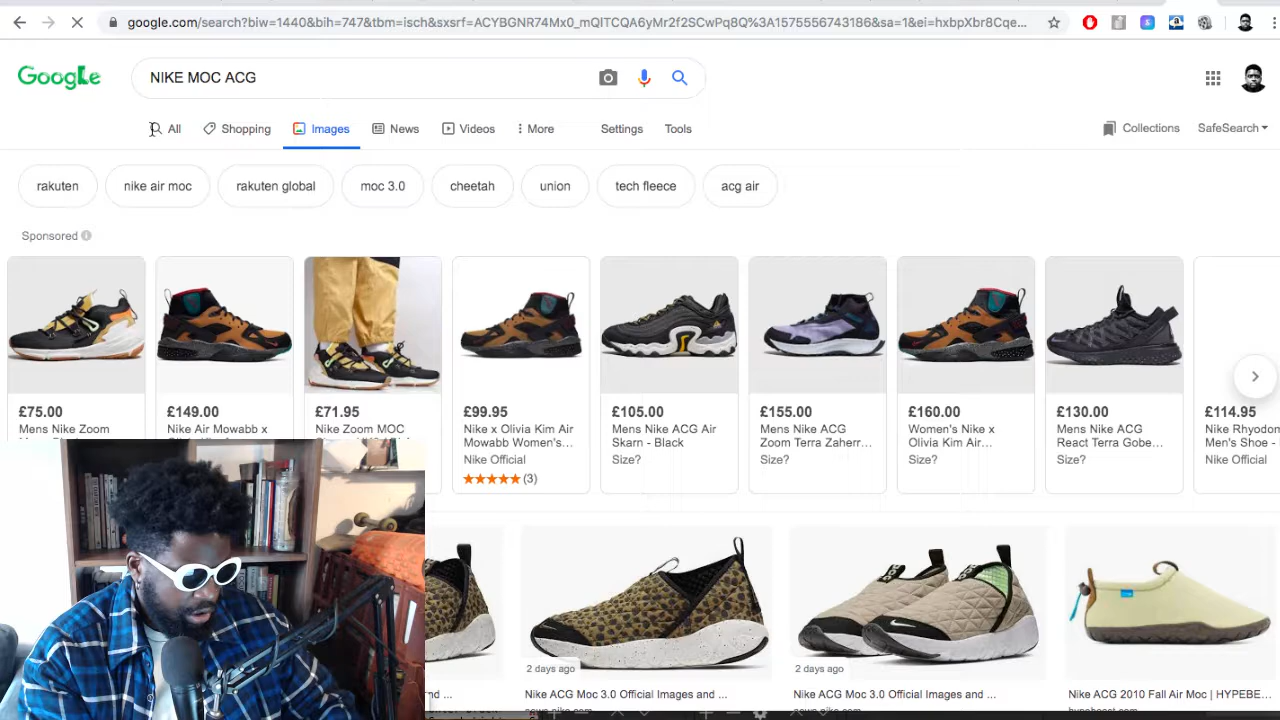 google.com/search?biw=1440&bih=747&tbm=isch&sxsrf=ACYBGNR74Mx0_mQITCQA6yMr2f2SCwPq8Q%3A1575556743186&sa=1&ei=hxbpXbr8Cqe...
Google
NIKE MOC ACG
All
Shopping
Images
News
Videos
More
Settings
Tools
Collections
SafeSearch
rakuten
nike air moc
rakuten global
moc 3.0
cheetah
union
tech fleece
acg air
Sponsored
£75.00
Mens Nike Zoom
£149.00
Nike Air Mowabb x
£71.95
Nike Zoom MOC
£99.95
Nike x Olivia Kim Air
Mowabb Women's...
Nike Official
(3)
£105.00
Mens Nike ACG Air
Skarn - Black
Size?
£155.00
Mens Nike ACG
Zoom Terra Zaherr...
Size?
£160.00
Women's Nike x
Olivia Kim Air...
Size?
£130.00
Mens Nike ACG
React Terra Gobe...
Size?
£114.95
Nike Rhyodom
Men's Shoe -
Nike Official
2 days ago
Nike ACG Moc 3.0 Official Images and ...
2 days ago
Nike ACG Moc 3.0 Official Images and ...
Nike ACG 2010 Fall Air Moc | HYPEBE...